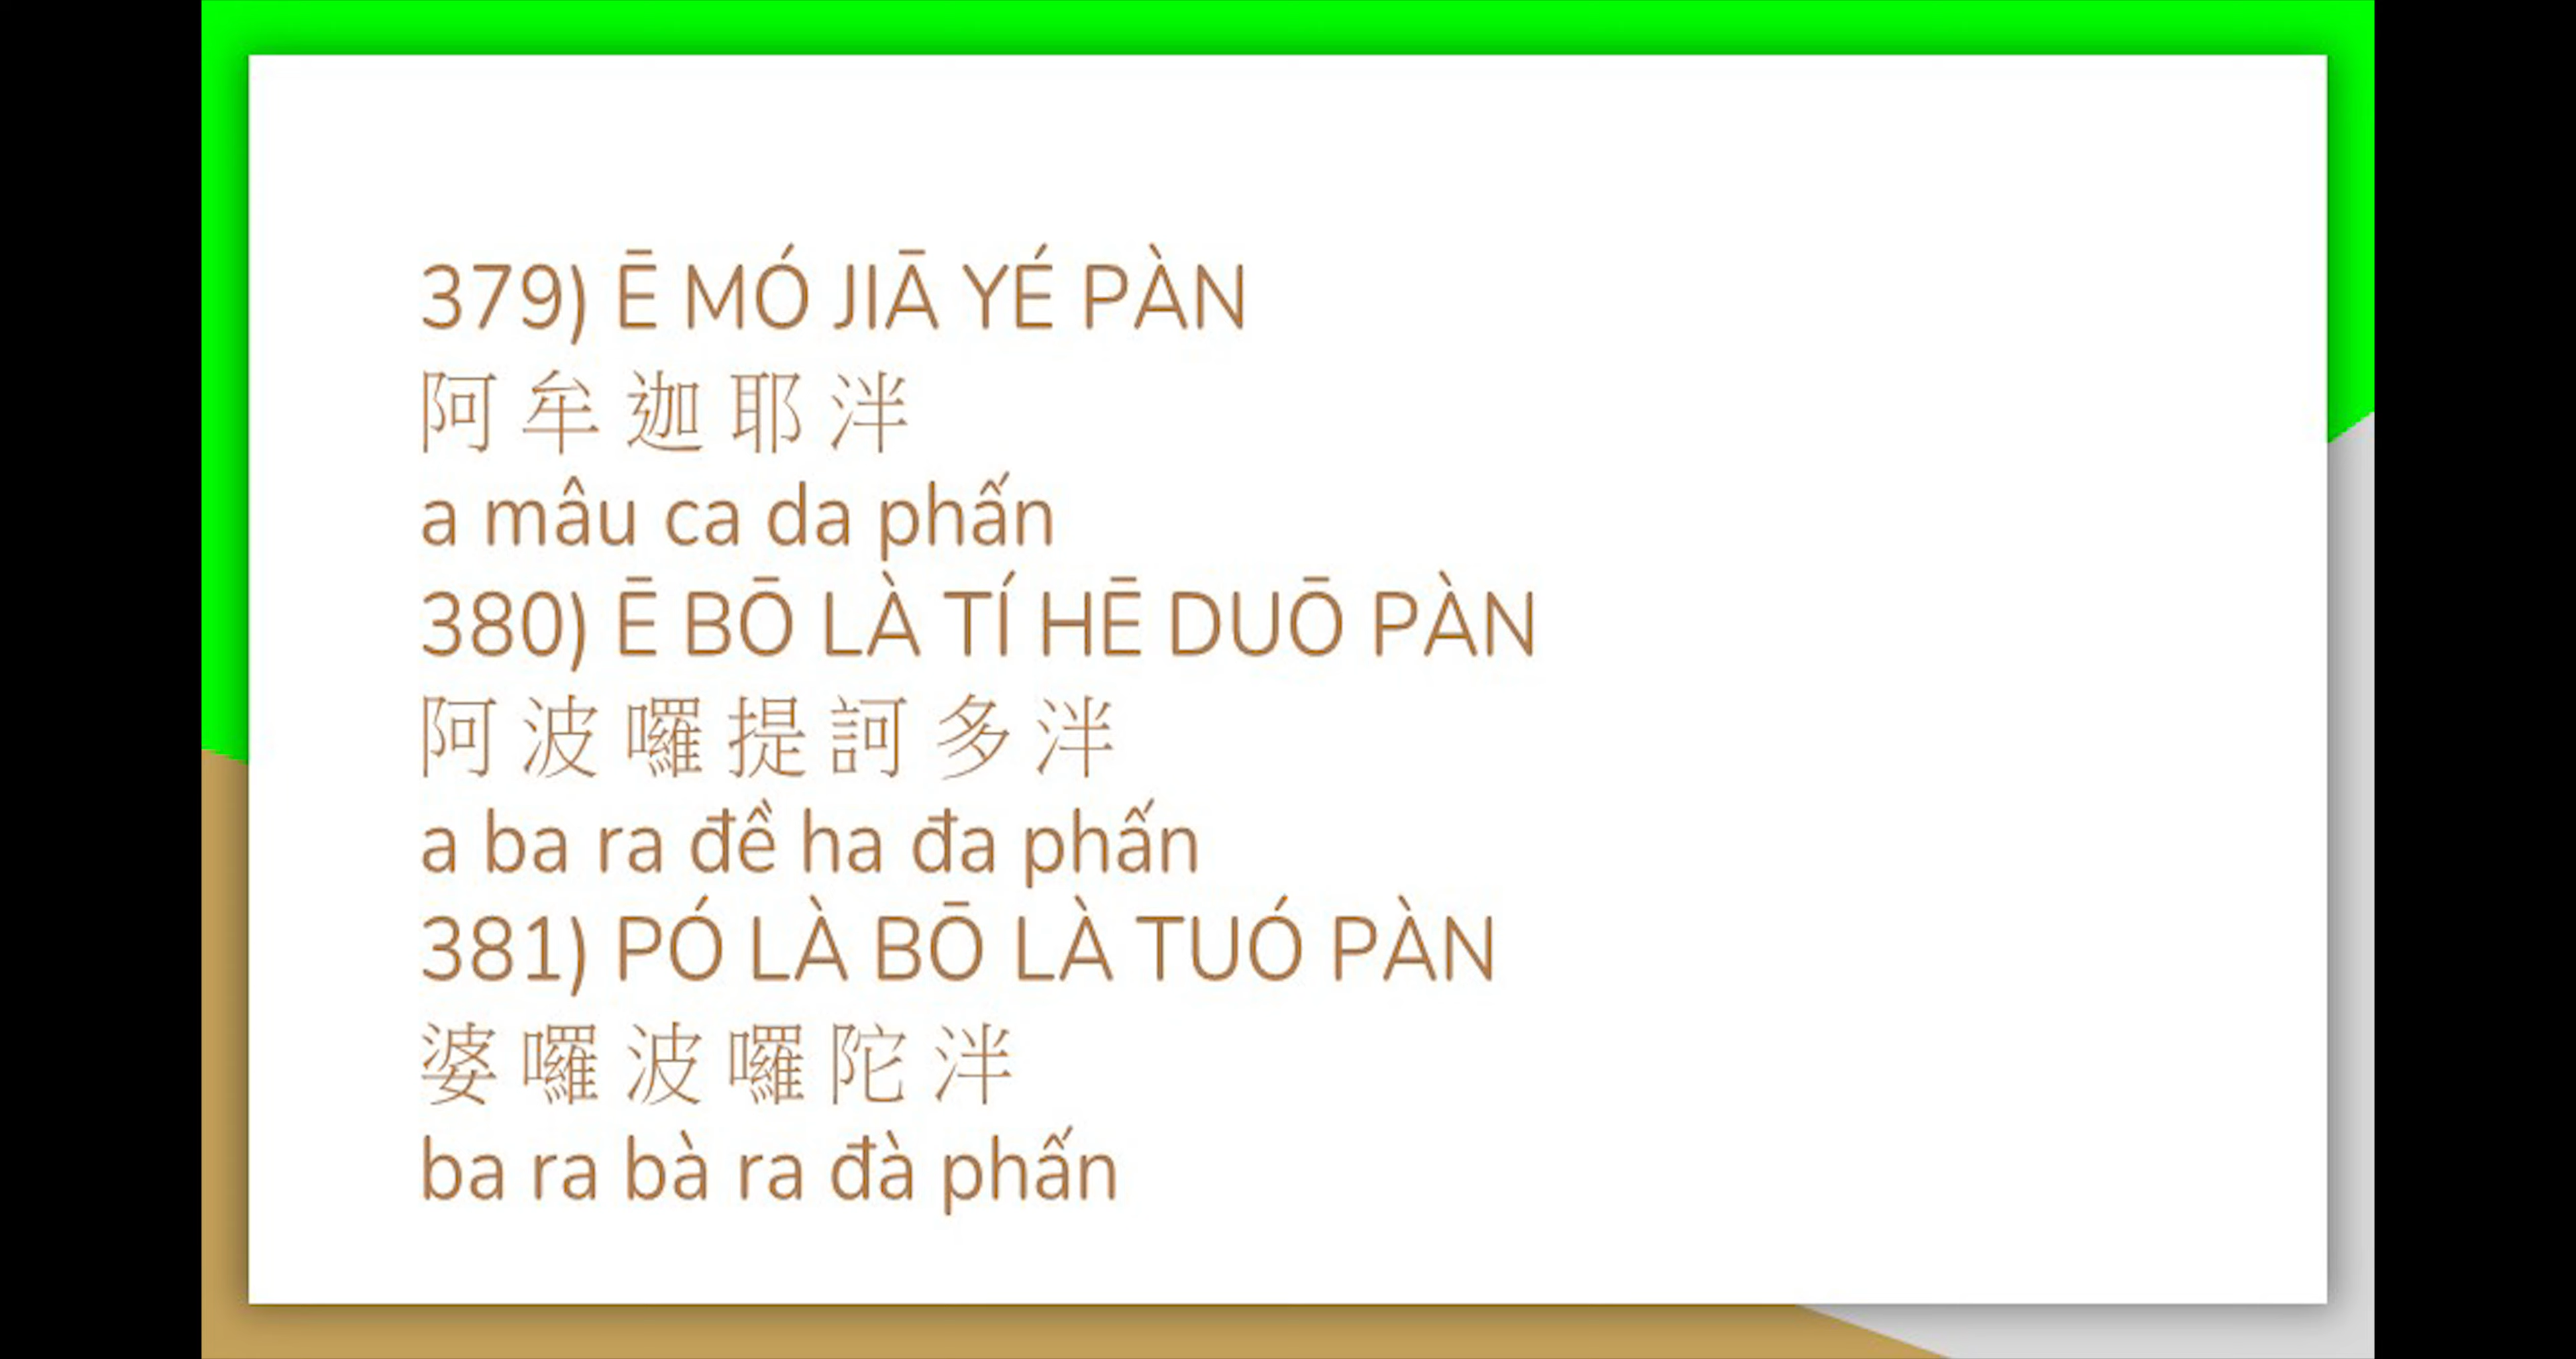 379) Ē MÓ JIĀ YÉ PÀN
阿 牟 迦 耶 泮
a mâu ca da phấn
380) Ē BŌ LÀ TÍ HĒ DUŌ PÀN
阿 波 囉 提 訶 多 泮
a ba ra đề ha đa phấn
381) PÓ LÀ BŌ LÀ TUÓ PÀN
婆 囉 波 囉 陀 泮
ba ra bà ra đà phấn